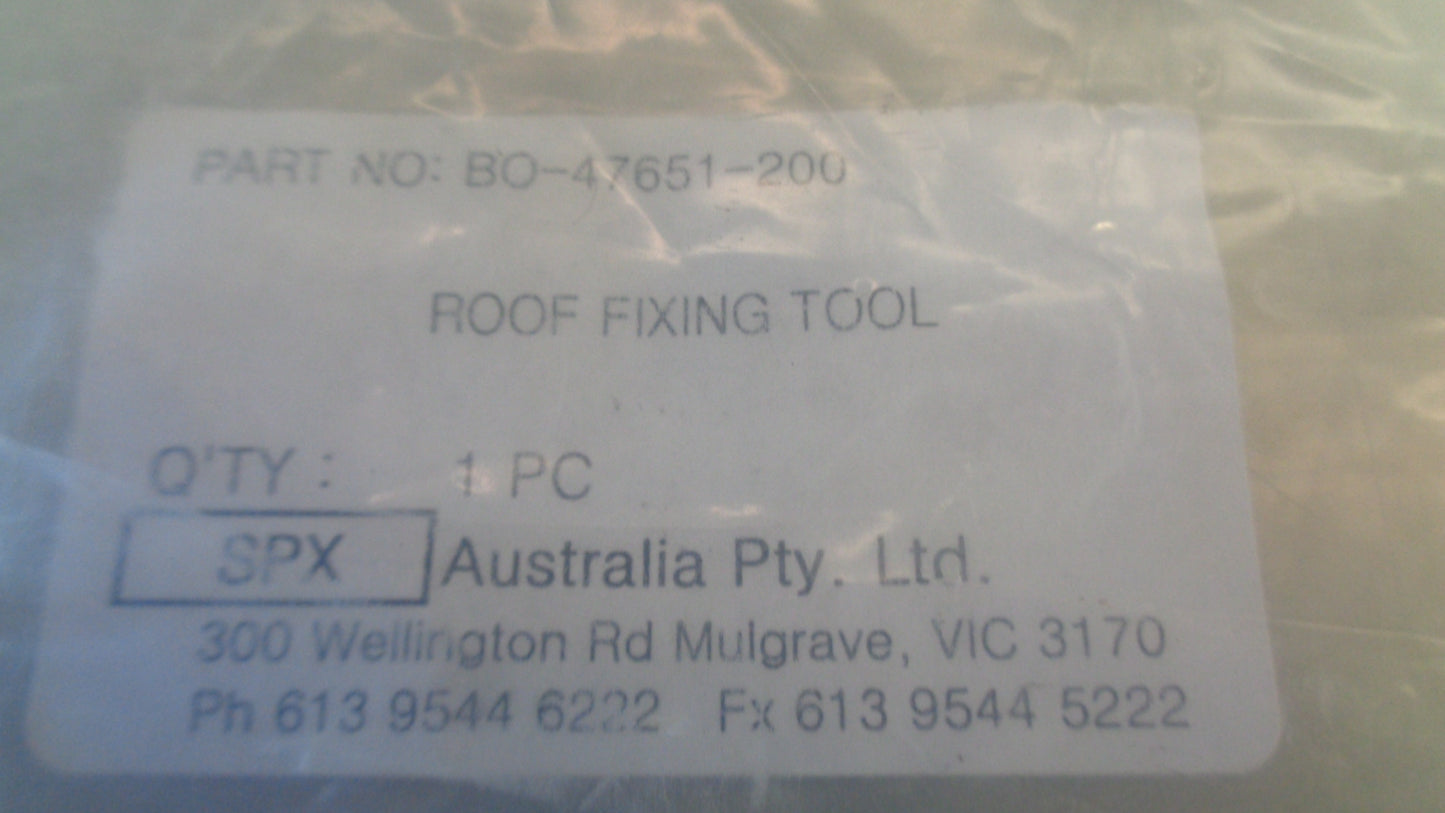 PART NO: BO-47651-200
ROOF FIXING TOOL
Q'TY : 1 PC
SPX Australia Pty. Ltd.
300 Wellington Rd Mulgrave, VIC 3170
Ph 613 9544 6222 Fx 613 9544 5222